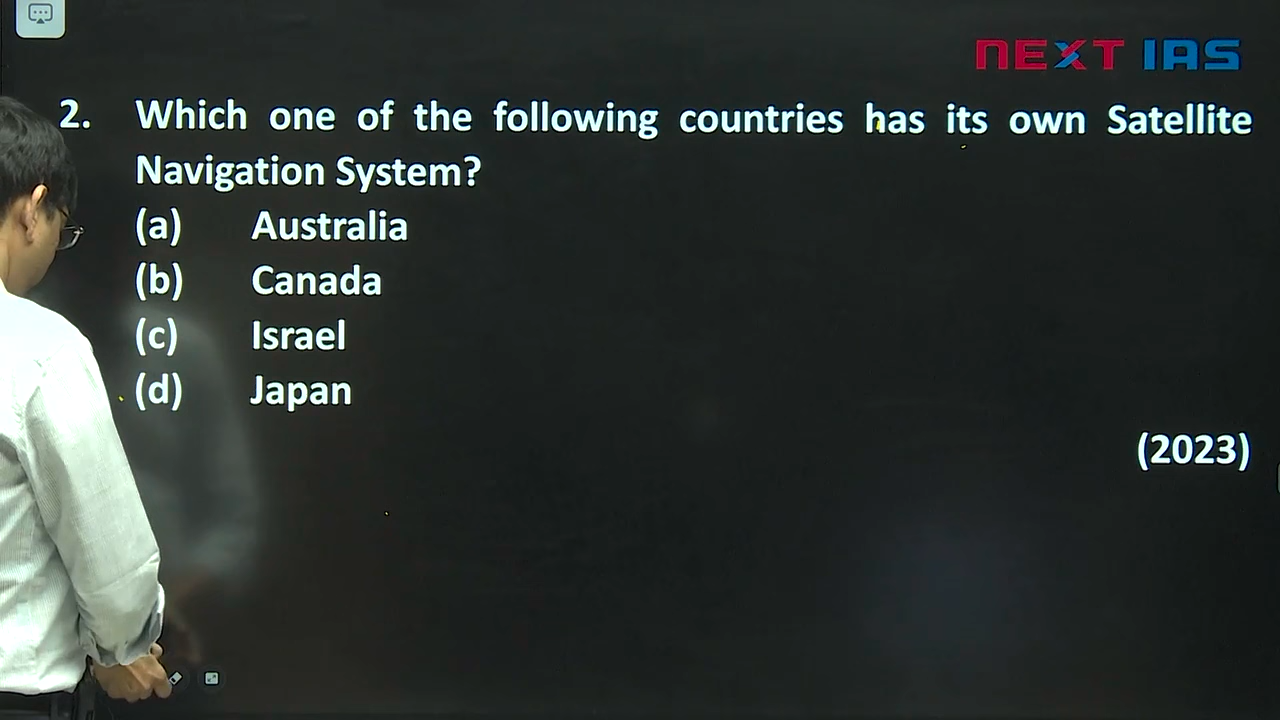 NEXT IAS
2. Which one of the following countries has its own Satellite
Navigation System?
(a) Australia
(b) Canada
(c) Israel
(d) Japan
(2023)